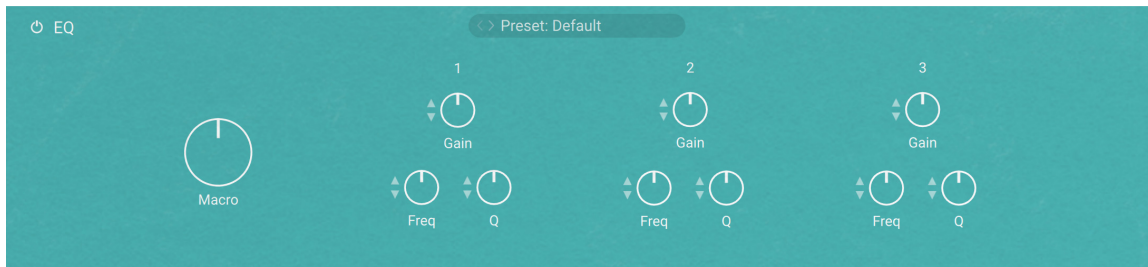 EQ
Preset: Default
1
2
3
Gain
Gain
Gain
Macro
Freq
Q
Freq
Q
Freq
Q